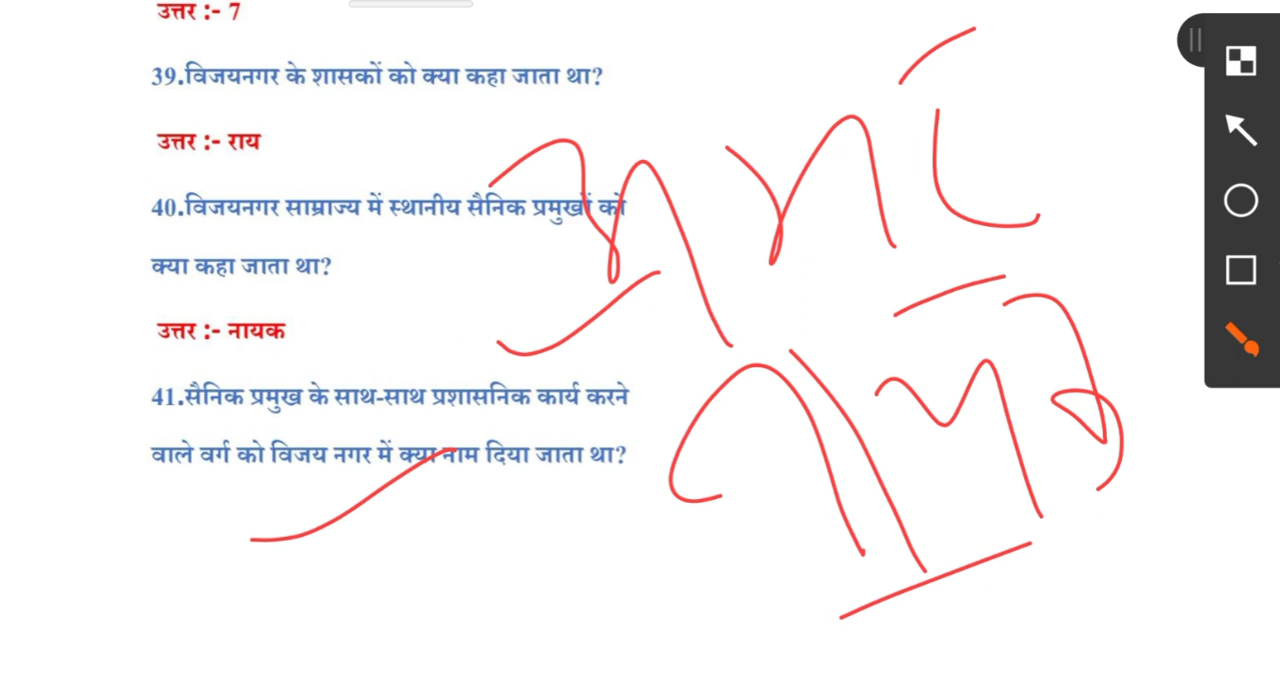 उत्तर :- 7
39.विजयनगर के शासकों को क्या कहा जाता था?
उत्तर :- राय
40.विजयनगर साम्राज्य में स्थानीय सैनिक प्रमुखों को
क्या कहा जाता था?
उत्तर :- नायक
41.सैनिक प्रमुख के साथ-साथ प्रशासनिक कार्य करने
वाले वर्ग को विजय नगर में क्या नाम दिया जाता था?